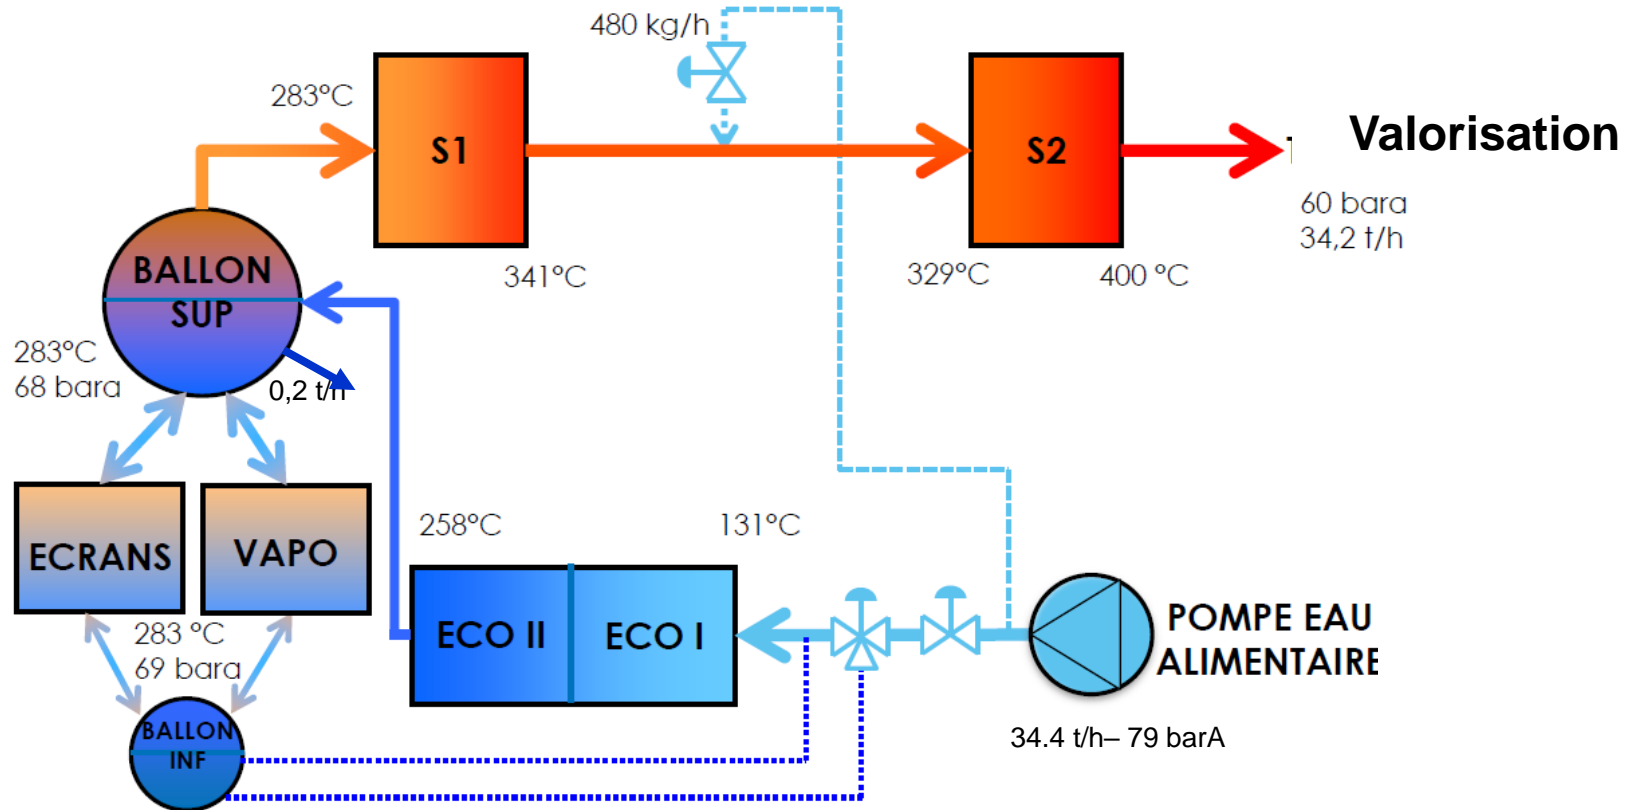 480 kg/h
283°C
S1
S2
Valorisation
60 bara
34,2 t/h
341°C
329°C
400 °C
BALLON
SUP
283°C
68 bara
0,2 t/h
ECRANS
VAPO
258°C
131°C
ECO II
ECO I
POMPE EAU
ALIMENTAIRE
283 °C
69 bara
BALLON
INF
34.4 t/h– 79 barA